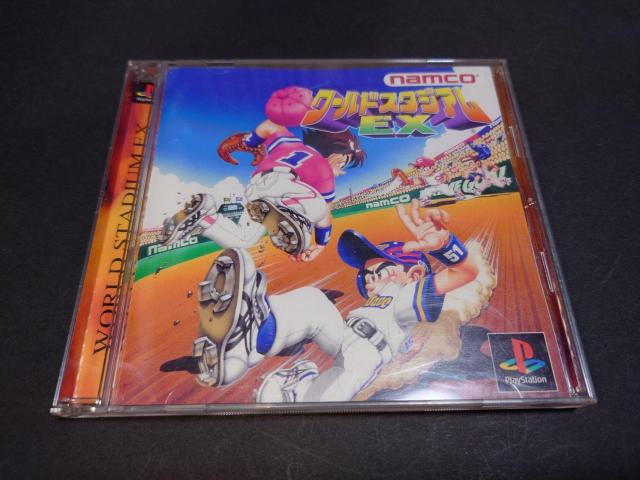 namco
ワールドスタジアム
EX
WORLD STADIUM EX
PlayStation
1
namco
namco
51
PlayStation